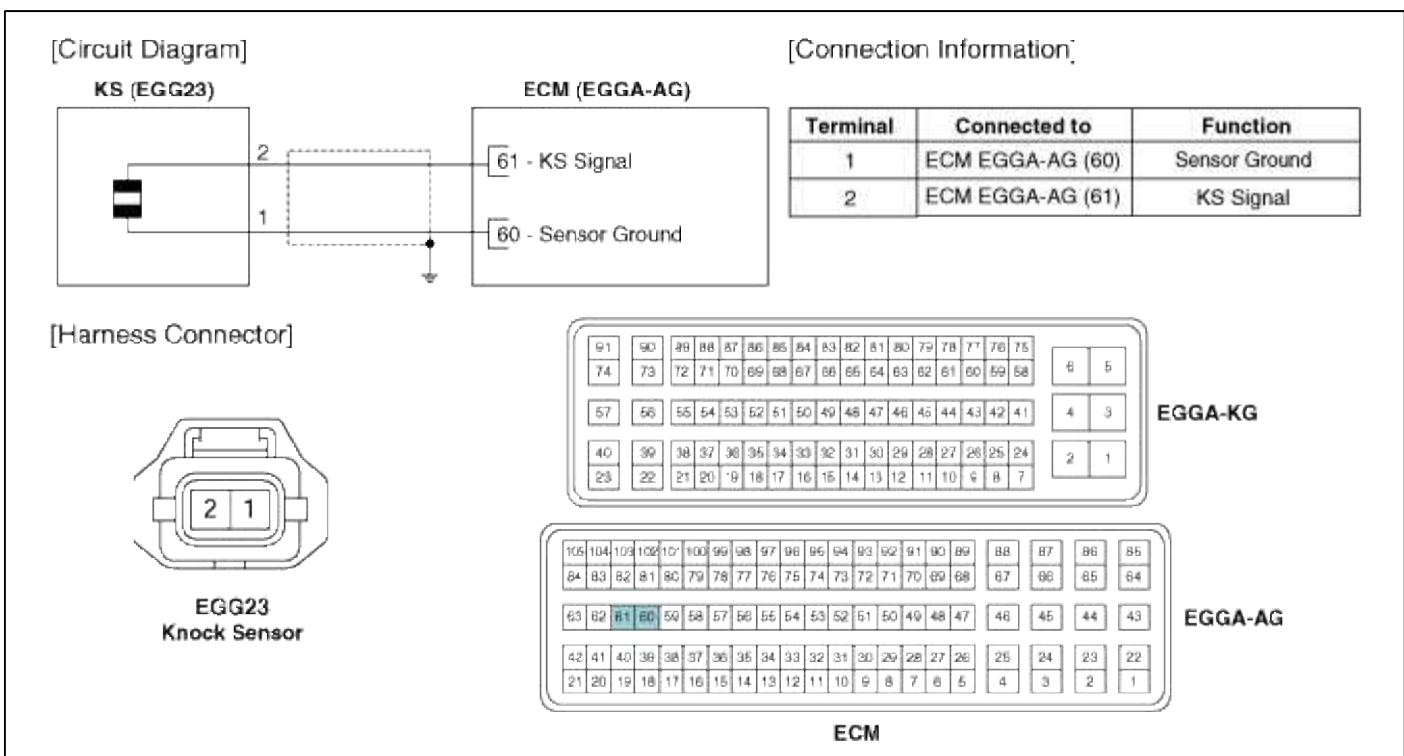 [Circuit Diagram]
KS (EGG23)
ECM (EGGA-AG)
2
61 - KS Signal
1
60 - Sensor Ground
[Connection Information]
Terminal Connected to Function
1 ECM EGGA-AG (60) Sensor Ground
2 ECM EGGA-AG (61) KS Signal
[Harness Connector]
2 1
EGG23
Knock Sensor
91 90 89 88 87 86 85 84 83 82 81 80 79 78 77 76 75
74 73 72 71 70 69 68 67 66 65 64 63 62 61 60 59 58
6 5
57 56 55 54 53 52 51 50 49 48 47 46 45 44 43 42 41
4 3
40 39 38 37 36 35 34 33 32 31 30 29 28 27 26 25 24
23 22 21 20 19 18 17 16 15 14 13 12 11 10 9 8 7
2 1
EGGA-KG
105 104 103 102 101 100 99 98 97 96 95 94 93 92 91 90 89 88 87 86 85
84 83 82 81 80 79 78 77 76 75 74 73 72 71 70 69 68 67 66 65 64
63 62 61 60 59 58 57 56 55 54 53 52 51 50 49 48 47 46 45 44 43
42 41 40 39 38 37 36 35 34 33 32 31 30 29 28 27 26 25 24 23 22
21 20 19 18 17 16 15 14 13 12 11 10 9 8 7 6 5 4 3 2 1
EGGA-AG
ECM